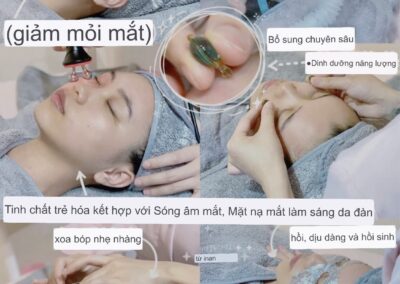 (giảm mỏi mắt)
Bổ sung chuyên sâu
●Dinh dưỡng năng lượng
Tinh chất trẻ hóa kết hợp với Sóng âm mắt, Mặt nạ mắt làm sáng da đàn
xoa bóp nhẹ nhàng
hồi, dịu dàng và hồi sinh